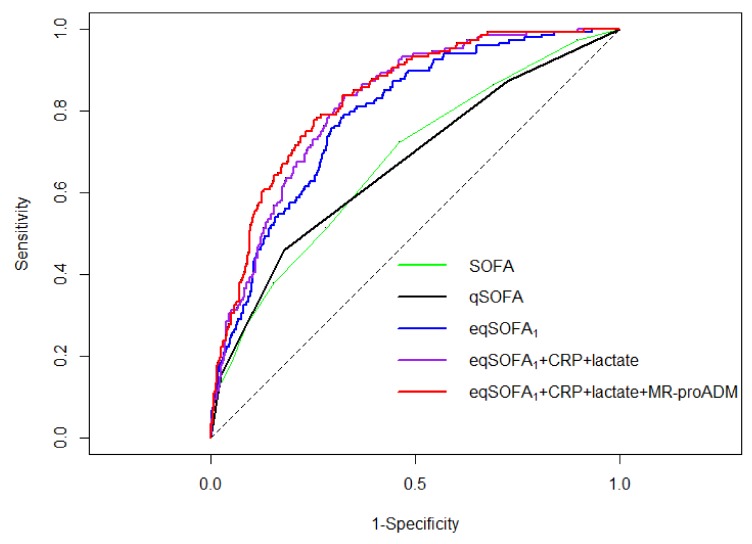 1.0
0.8
0.6
0.4
0.2
0.0
Sensitivity
SOFA
qSOFA
eqSOFA₁
eqSOFA₁+CRP+lactate
eqSOFA₁+CRP+lactate+MR-proADM
0.0 0.5 1.0
1-Specificity